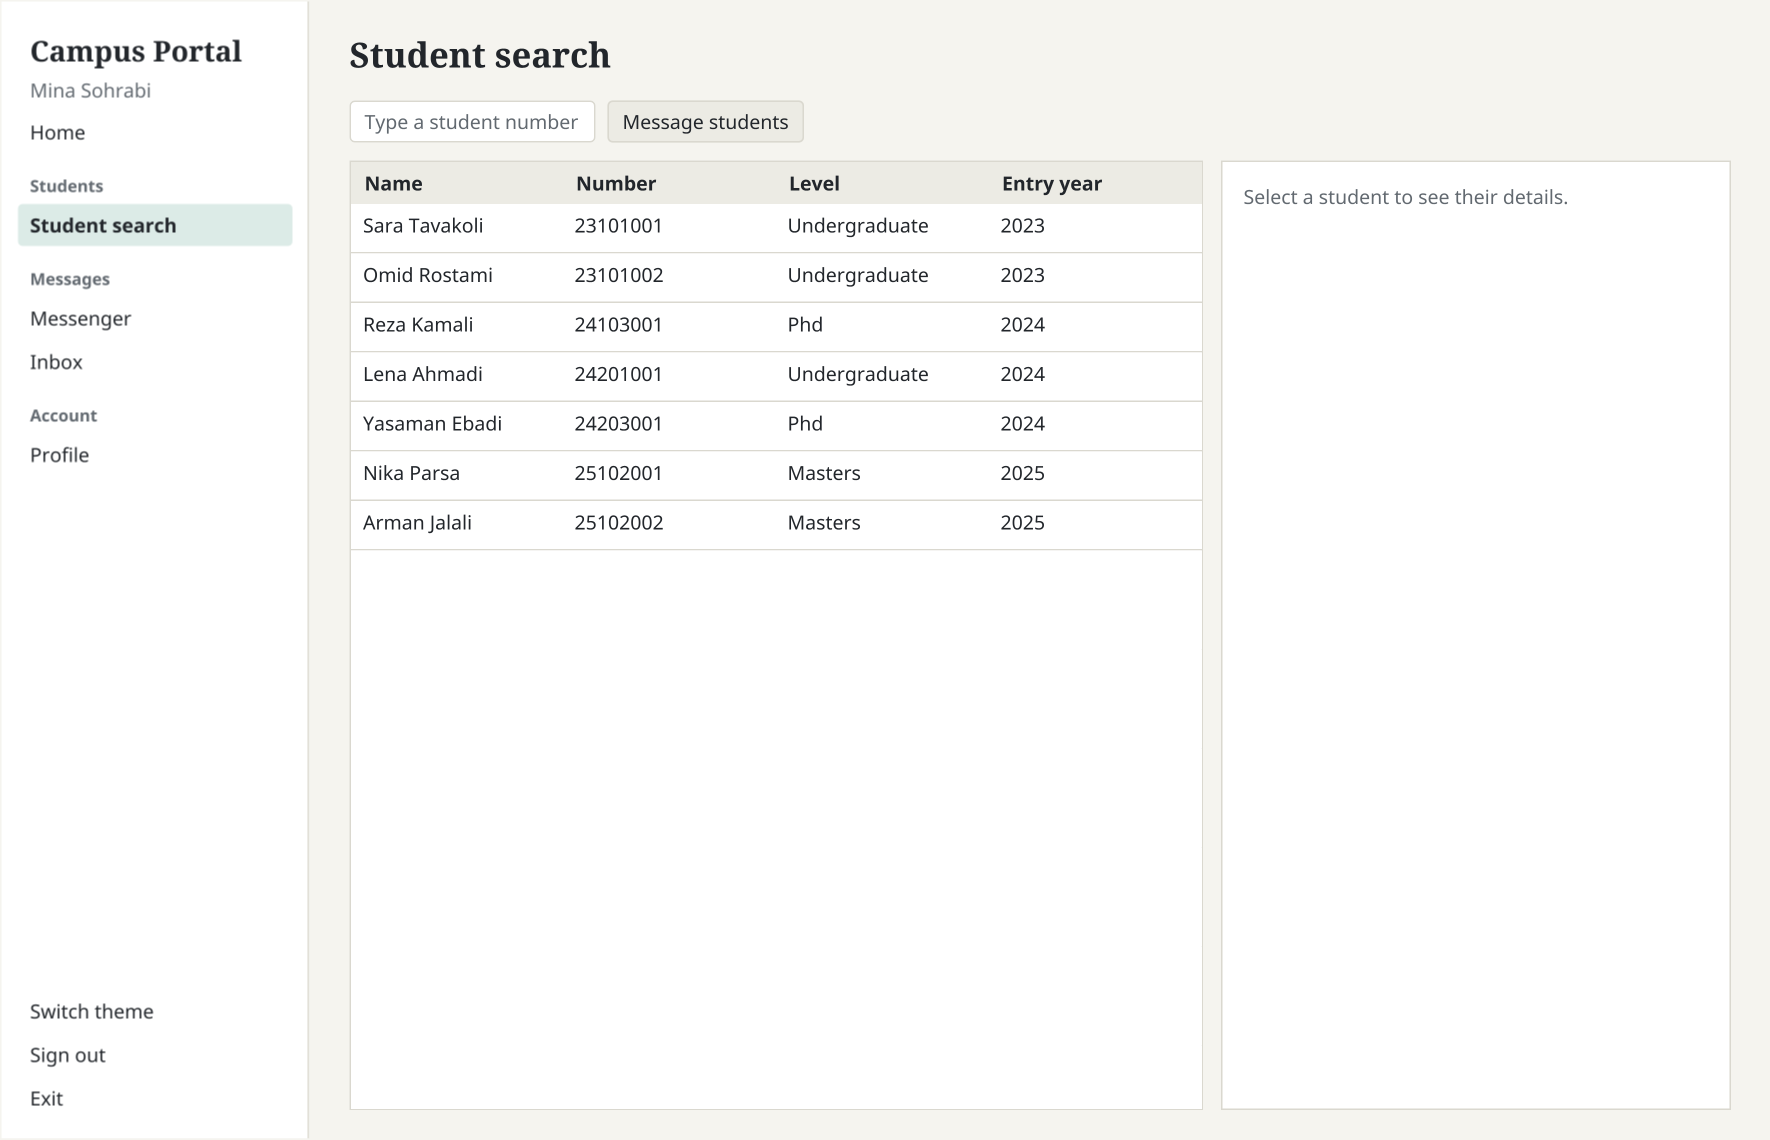 Campus Portal
Mina Sohrabi
Home
Students
Student search
Messages
Messenger
Inbox
Account
Profile
Switch theme
Sign out
Exit
Student search
Type a student number
Message students
Name Number Level Entry year
Sara Tavakoli 23101001 Undergraduate 2023
Omid Rostami 23101002 Undergraduate 2023
Reza Kamali 24103001 Phd 2024
Lena Ahmadi 24201001 Undergraduate 2024
Yasaman Ebadi 24203001 Phd 2024
Nika Parsa 25102001 Masters 2025
Arman Jalali 25102002 Masters 2025
Select a student to see their details.